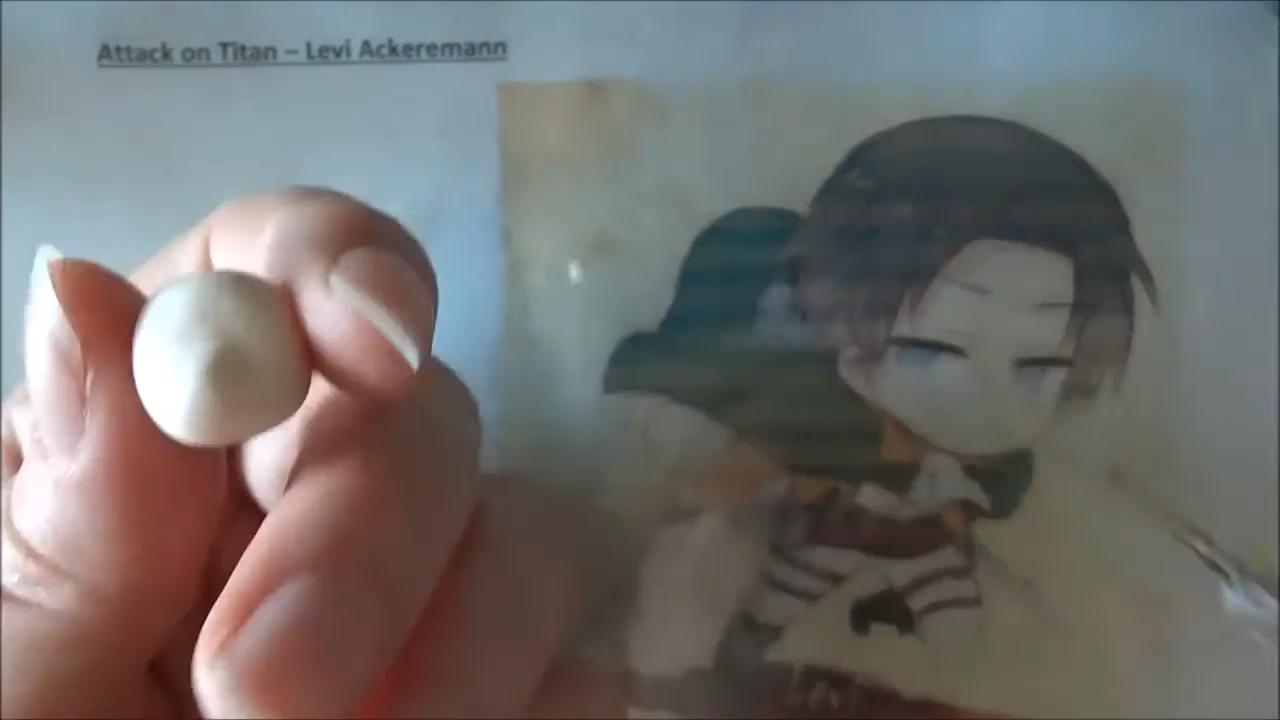 Attack on Titan – Levi Ackeremann